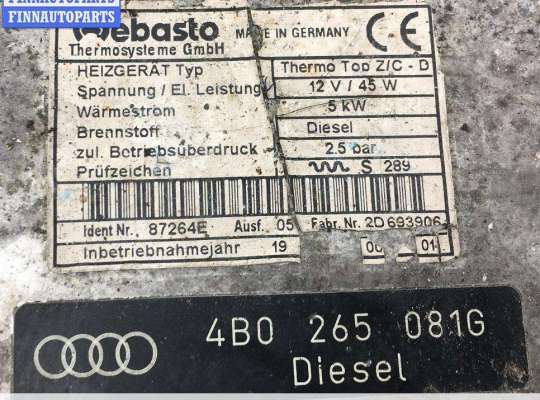 FINNAUTOPARTS
FINNAUTOPARTS
Webasto MADE IN GERMANY CE
Thermosysteme GmbH
HEIZGERÄT Typ Thermo Top Z/C - D
Spannung / El. Leistung 12 V / 45 W
Wärmestrom 5 kW
Brennstoff Diesel
zul. Betriebsüberdruck 2.5 bar
Prüfzeichen S 289
Ident Nr. 87264E Ausf. 05 Fabr. Nr. 2D693906
Inbetriebnahmejahr 19 00 01
4B0 265 081G
Diesel